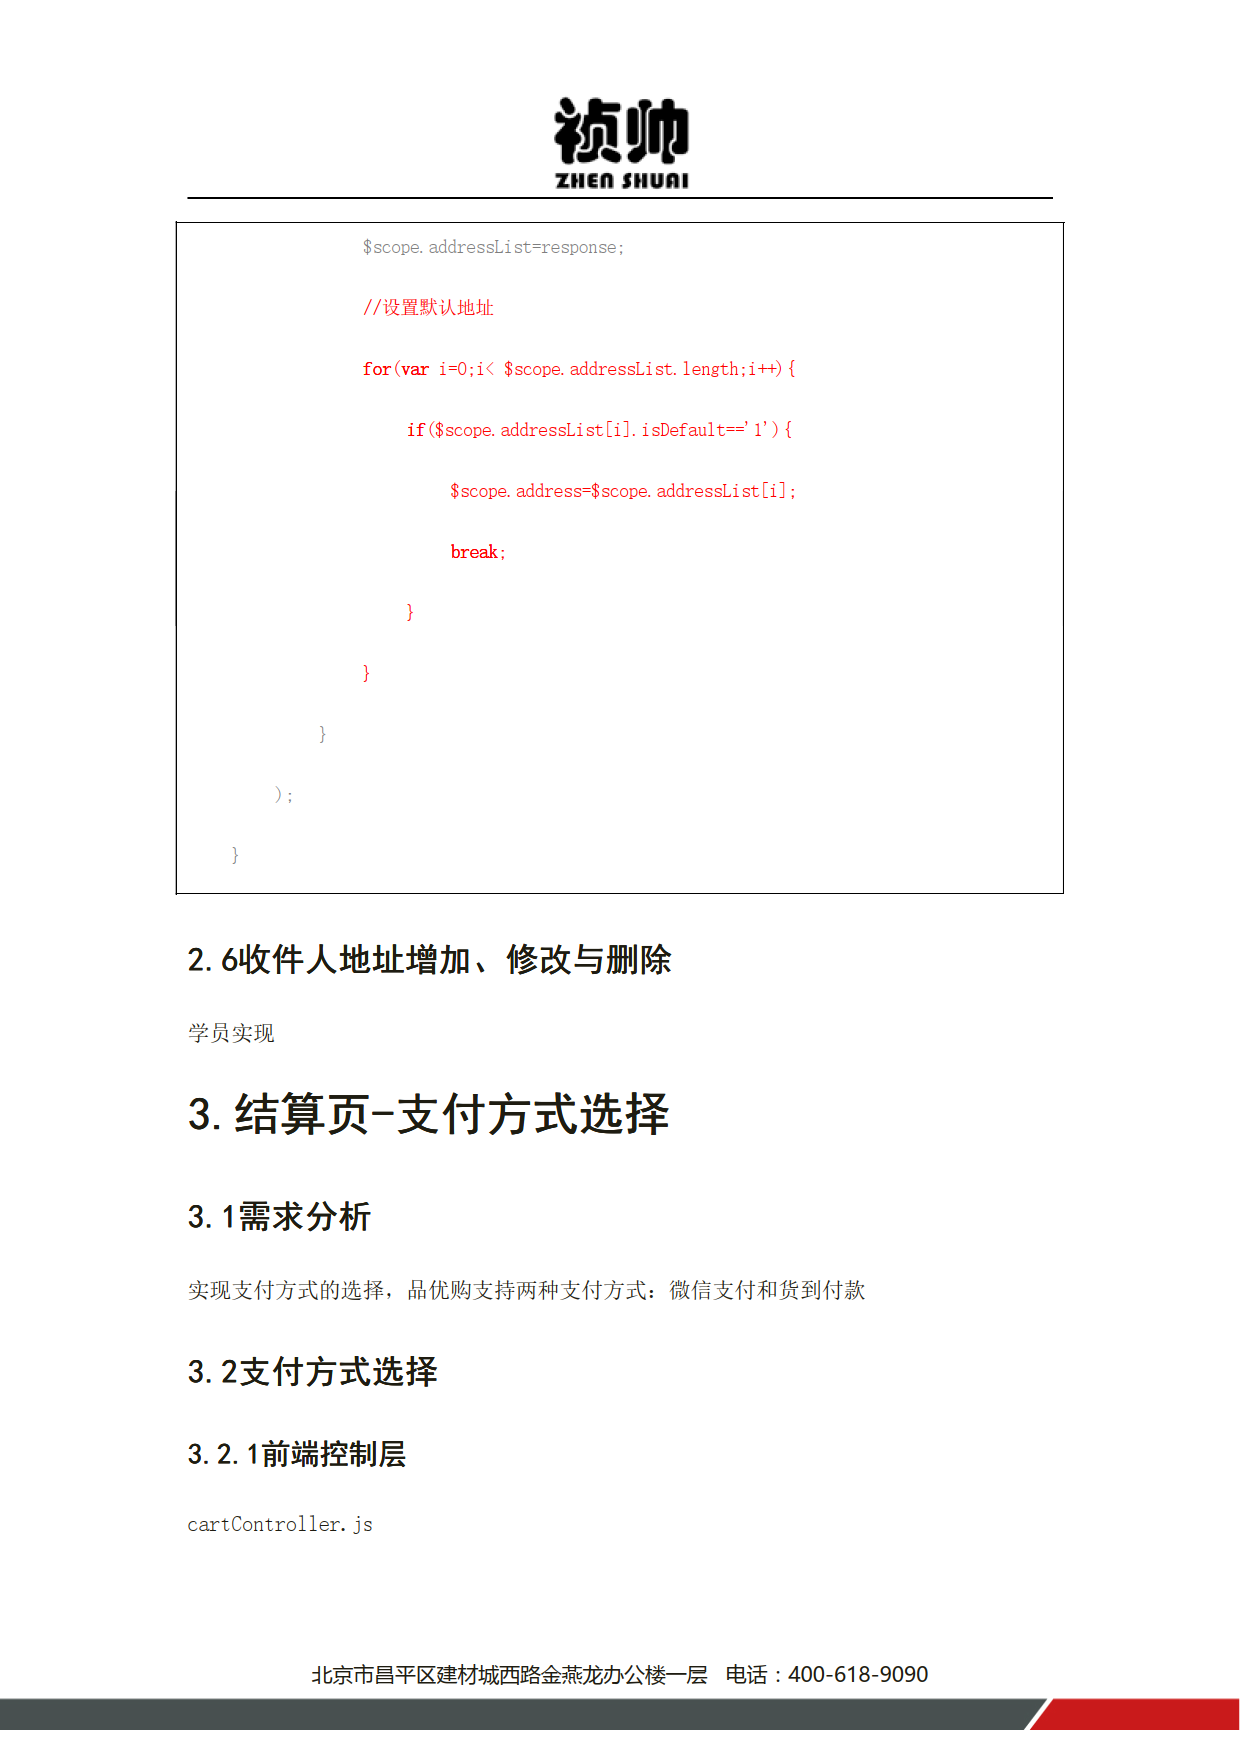 祯帅
ZHEN SHUAI
$scope.addressList=response;
//设置默认地址
for(var i=0;i< $scope.addressList.length;i++){
if($scope.addressList[i].isDefault=='1'){
$scope.address=$scope.addressList[i];
break;
}
}
}
);
}
2.6收件人地址增加、修改与删除
学员实现
3.结算页-支付方式选择
3.1需求分析
实现支付方式的选择，品优购支持两种支付方式：微信支付和货到付款
3.2支付方式选择
3.2.1前端控制层
cartController.js
北京市昌平区建材城西路金燕龙办公楼一层 电话：400-618-9090